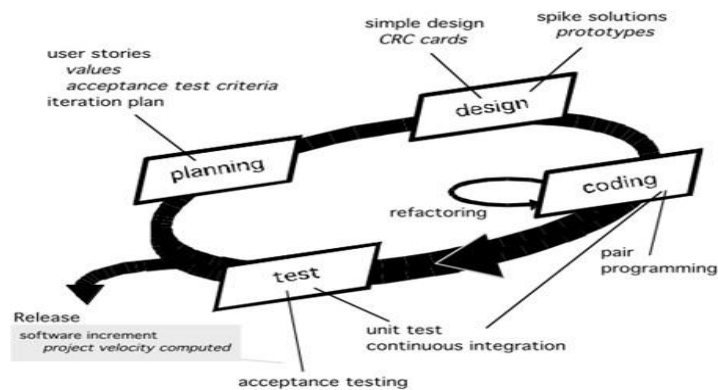 simple design
CRC cards
spike solutions
prototypes
user stories
values
acceptance test criteria
iteration plan
design
planning
coding
refactoring
test
pair
programming
Release
software increment
project velocity computed
unit test
continuous integration
acceptance testing